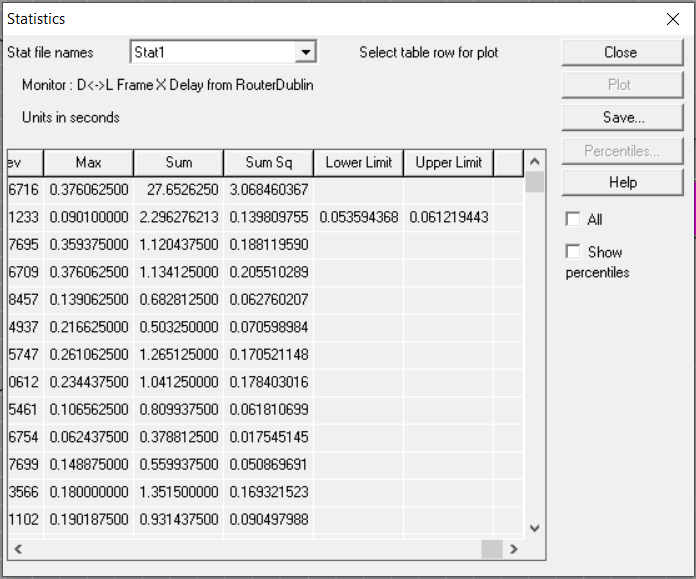 Statistics
Stat file names Stat1 Select table row for plot Close
Monitor : D<->L Frame X Delay from RouterDublin Plot
Units in seconds Save...
ev Max Sum Sum Sq Lower Limit Upper Limit Percentiles...
6716 0.376062500 27.6526250 3.068460367 Help
1233 0.090100000 2.296276213 0.139809755 0.053594368 0.061219443 All
7695 0.359375000 1.120437500 0.188119590 Show
6709 0.376062500 1.134125000 0.205510289 percentiles
8457 0.139062500 0.682812500 0.062760207
4937 0.216625000 0.503250000 0.070598984
5747 0.261062500 1.265125000 0.170521148
0612 0.234437500 1.041250000 0.178403016
5461 0.106562500 0.809937500 0.061810699
6754 0.062437500 0.378812500 0.017545145
7699 0.148875000 0.559937500 0.050869691
3566 0.180000000 1.351500000 0.169321523
1102 0.190187500 0.931437500 0.090497988